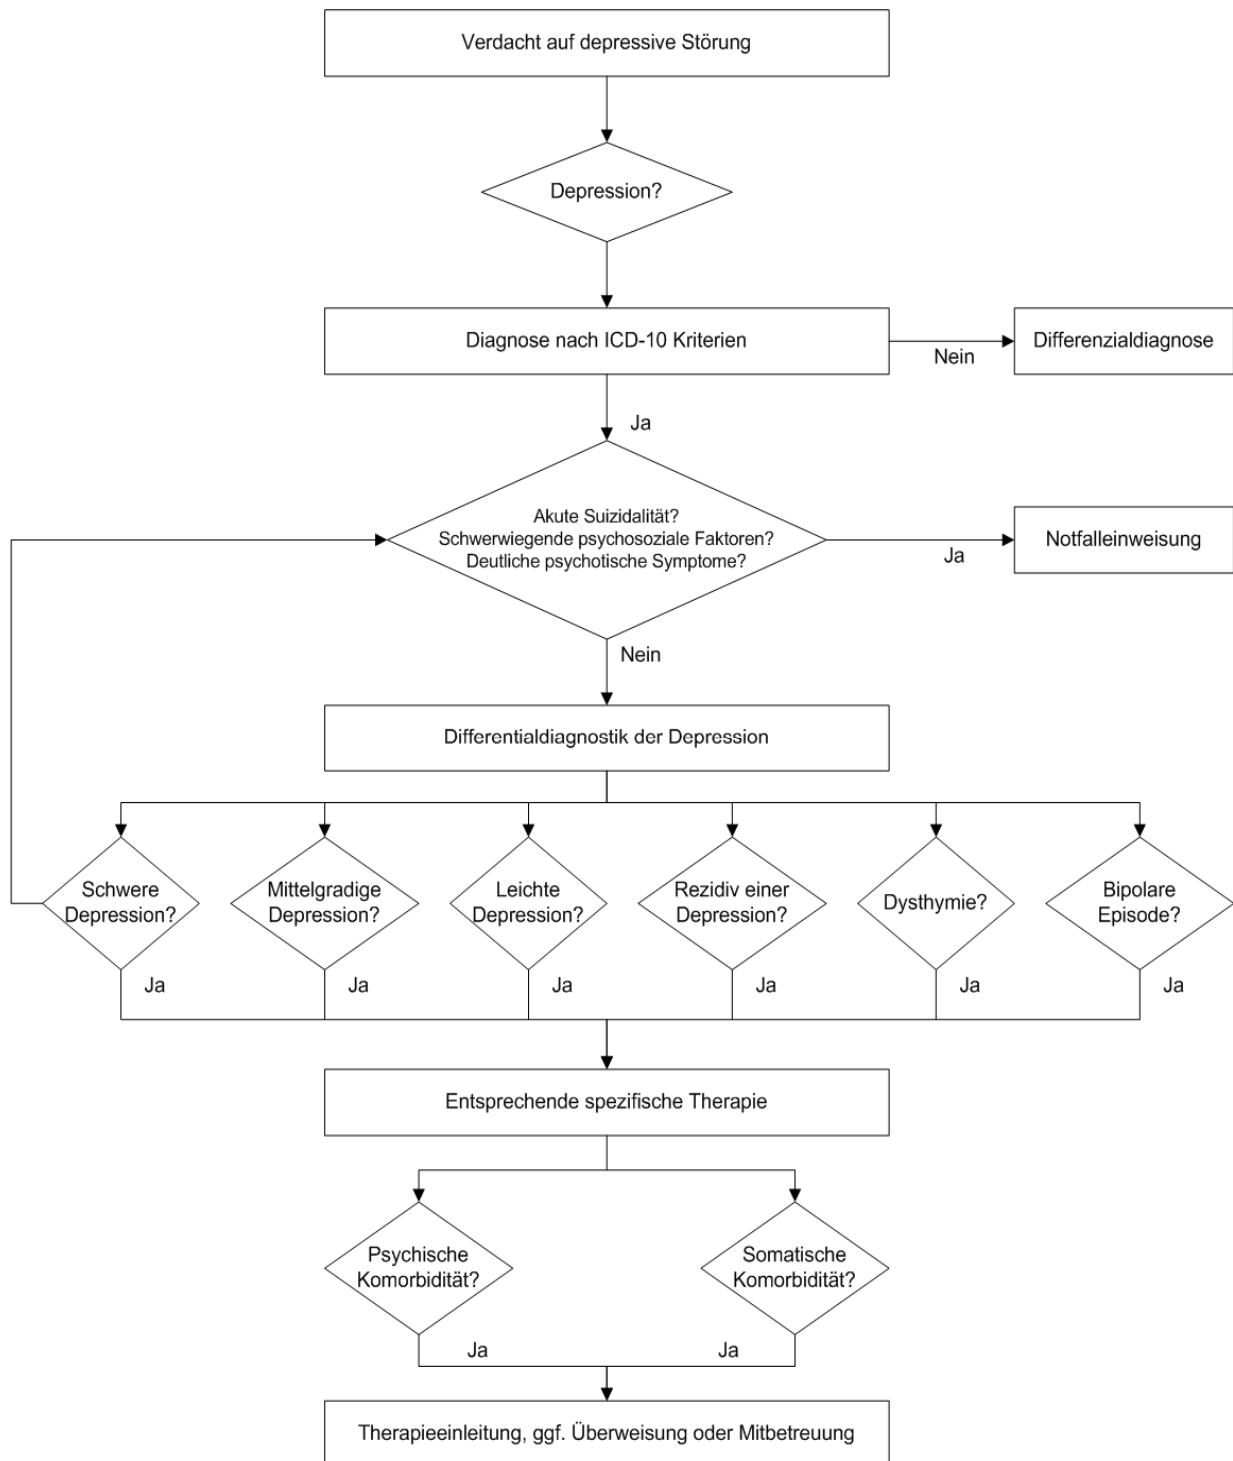 Verdacht auf depressive Störung
Depression?
Diagnose nach ICD-10 Kriterien
Nein
Differenzialdiagnose
Ja
Akute Suizidalität?
Schwerwiegende psychosoziale Faktoren?
Deutliche psychotische Symptome?
Ja
Notfalleinweisung
Nein
Differentialdiagnostik der Depression
Schwere
Depression?
Mittelgradige
Depression?
Leichte
Depression?
Rezidiv einer
Depression?
Dysthymie?
Bipolare
Episode?
Ja
Ja
Ja
Ja
Ja
Ja
Entsprechende spezifische Therapie
Psychische
Komorbidität?
Somatische
Komorbidität?
Ja
Ja
Therapieeinleitung, ggf. Überweisung oder Mitbetreuung